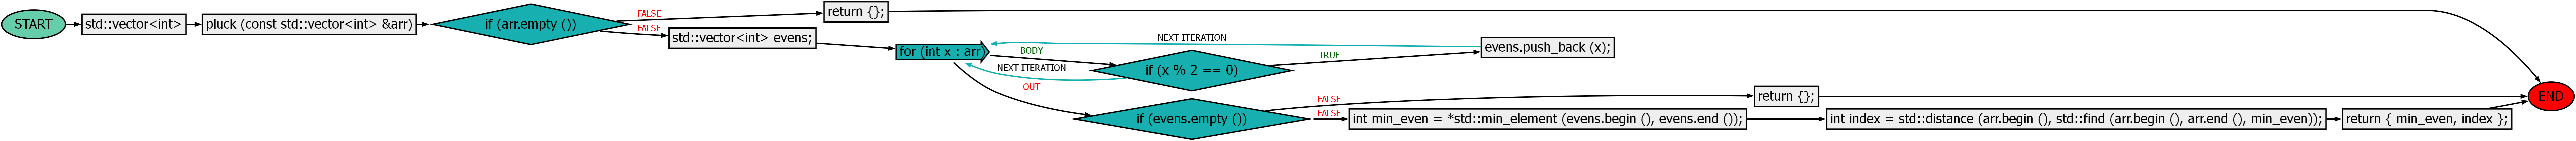 START
std::vector<int>
pluck (const std::vector<int> &arr)
if (arr.empty ())
FALSE
return {};
FALSE
std::vector<int> evens;
for (int x : arr)
NEXT ITERATION
BODY
NEXT ITERATION
if (x % 2 == 0)
TRUE
evens.push_back (x);
OUT
if (evens.empty ())
FALSE
return {};
FALSE
int min_even = *std::min_element (evens.begin (), evens.end ());
int index = std::distance (arr.begin (), std::find (arr.begin (), arr.end (), min_even));
return { min_even, index };
END